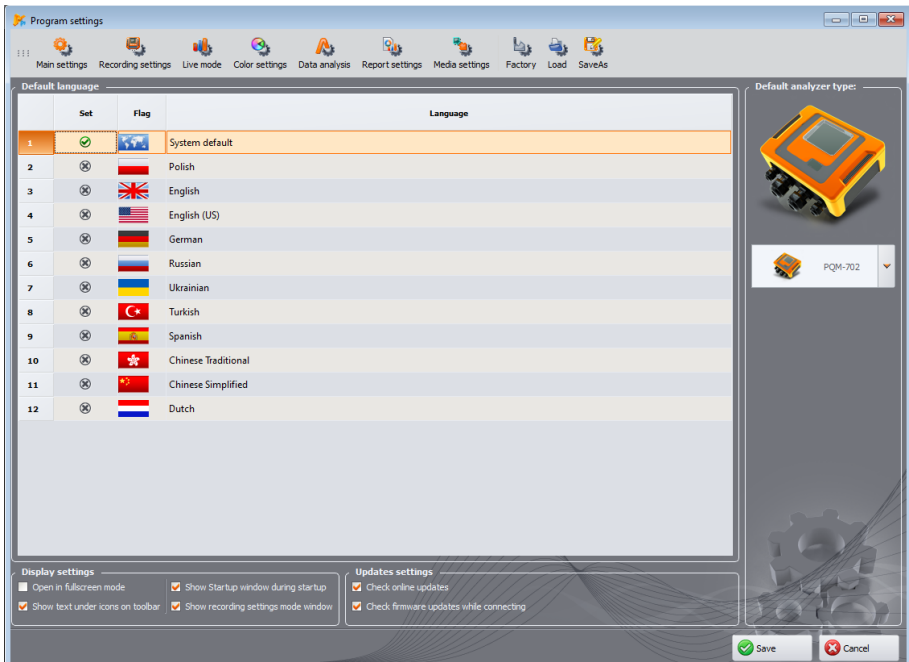 Program settings
Main settings Recording settings Live mode Color settings Data analysis Report settings Media settings Factory Load SaveAs
Default language
Default analyzer type:
Set Flag Language
1 System default
2 Polish
3 English
4 English (US)
5 German
6 Russian
7 Ukrainian
8 Turkish
9 Spanish
10 Chinese Traditional
11 Chinese Simplified
12 Dutch
PQM-702
Display settings
Open in fullscreen mode
Show Startup window during startup
Show text under icons on toolbar
Show recording settings mode window
Updates settings
Check online updates
Check firmware updates while connecting
Save Cancel